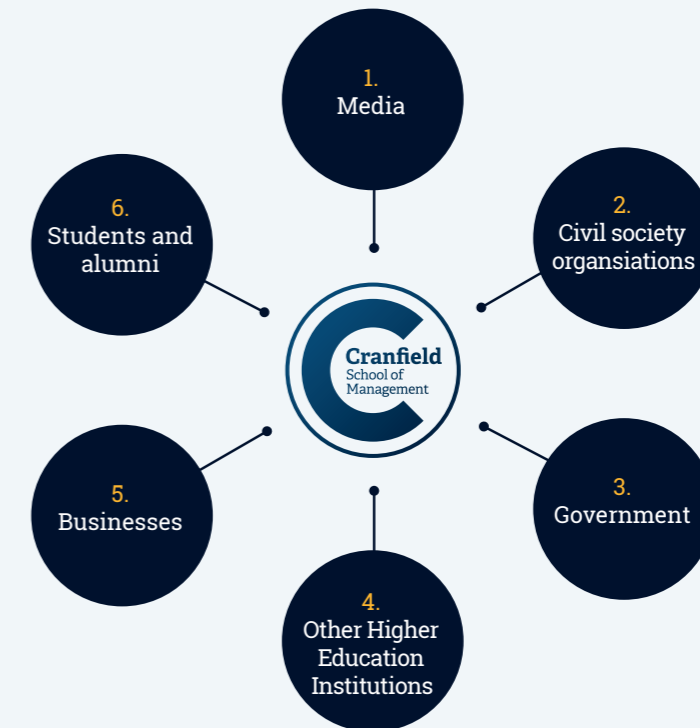 1.
Media
2.
Civil society
organsiations
3.
Government
4.
Other Higher
Education
Institutions
5.
Businesses
6.
Students and
alumni
Cranfield
School of
Management